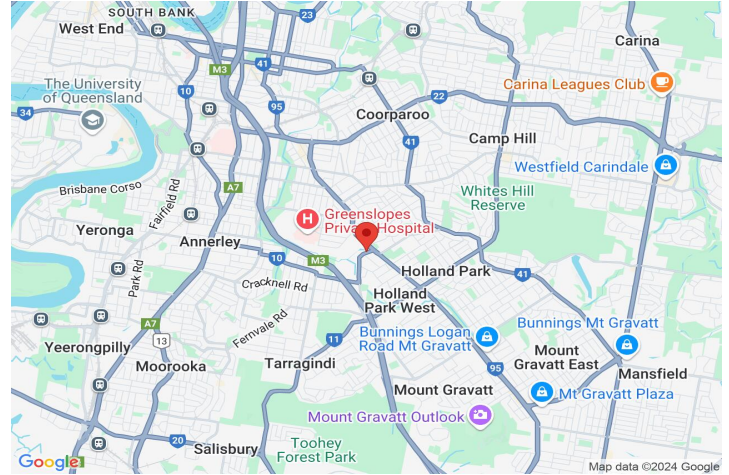 SOUTH BANK
West End
23
Carina
M3
41
The University
of Queensland
10
Carina Leagues Club
22
95
34
Coorparoo
41
Camp Hill
Westfield Carindale
A7
Brisbane Corso
Fairfield Rd
Whites Hill
Reserve
H
Greenslopes
Private Hospital
Yeronga
Annerley
10
M3
Park Rd
Cracknell Rd
Holland Park
41
Holland
Park West
Fernvale Rd
A7
13
11
Bunnings Logan
Road Mt Gravatt
Bunnings Mt Gravatt
Yeerongpilly
Moorooka
Tarragindi
95
Mount
Gravatt East
Mansfield
Mount Gravatt
Mt Gravatt Plaza
Mount Gravatt Outlook
20
Salisbury
Toohey
Forest Park
Google
Map data ©2024 Google